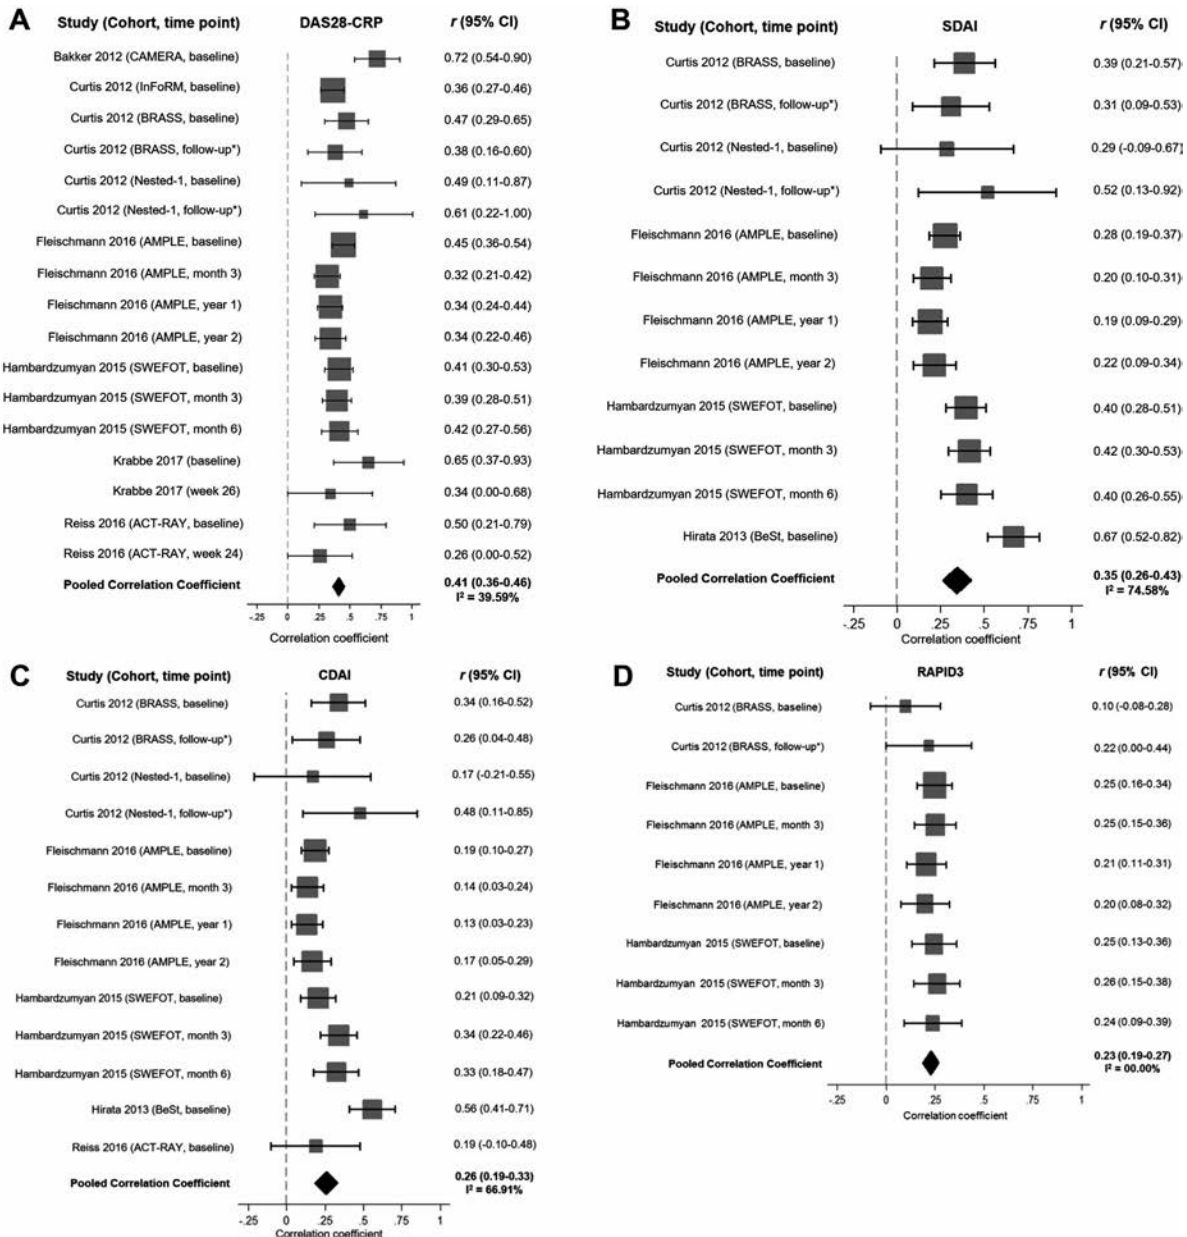 A
Study (Cohort, time point) DAS28-CRP r (95% CI)
Bakker 2012 (CAMERA, baseline) 0.72 (0.54-0.90)
Curtis 2012 (InFoRM, baseline) 0.36 (0.27-0.46)
Curtis 2012 (BRASS, baseline) 0.47 (0.29-0.65)
Curtis 2012 (BRASS, follow-up*) 0.38 (0.16-0.60)
Curtis 2012 (Nested-1, baseline) 0.49 (0.11-0.87)
Curtis 2012 (Nested-1, follow-up*) 0.61 (0.22-1.00)
Fleischmann 2016 (AMPLE, baseline) 0.45 (0.36-0.54)
Fleischmann 2016 (AMPLE, month 3) 0.32 (0.21-0.42)
Fleischmann 2016 (AMPLE, year 1) 0.34 (0.24-0.44)
Fleischmann 2016 (AMPLE, year 2) 0.34 (0.22-0.46)
Hambardzumyan 2015 (SWEFOT, baseline) 0.41 (0.30-0.53)
Hambardzumyan 2015 (SWEFOT, month 3) 0.39 (0.28-0.51)
Hambardzumyan 2015 (SWEFOT, month 6) 0.42 (0.27-0.56)
Krabbe 2017 (baseline) 0.65 (0.37-0.93)
Krabbe 2017 (week 26) 0.34 (0.00-0.68)
Reiss 2016 (ACT-RAY, baseline) 0.50 (0.21-0.79)
Reiss 2016 (ACT-RAY, week 24) 0.26 (0.00-0.52)
Pooled Correlation Coefficient 0.41 (0.36-0.46)
I² = 39.59%
-.25 0 .25 .5 .75 1
Correlation coefficient
B
Study (Cohort, time point) SDAI r (95% CI)
Curtis 2012 (BRASS, baseline) 0.39 (0.21-0.57)
Curtis 2012 (BRASS, follow-up*) 0.31 (0.09-0.53)
Curtis 2012 (Nested-1, baseline) 0.29 (-0.09-0.67)
Curtis 2012 (Nested-1, follow-up*) 0.52 (0.13-0.92)
Fleischmann 2016 (AMPLE, baseline) 0.28 (0.19-0.37)
Fleischmann 2016 (AMPLE, month 3) 0.20 (0.10-0.31)
Fleischmann 2016 (AMPLE, year 1) 0.19 (0.09-0.29)
Fleischmann 2016 (AMPLE, year 2) 0.22 (0.09-0.34)
Hambardzumyan 2015 (SWEFOT, baseline) 0.40 (0.28-0.51)
Hambardzumyan 2015 (SWEFOT, month 3) 0.42 (0.30-0.53)
Hambardzumyan 2015 (SWEFOT, month 6) 0.40 (0.26-0.55)
Hirata 2013 (BeSt, baseline) 0.67 (0.52-0.82)
Pooled Correlation Coefficient 0.35 (0.26-0.43)
I² = 74.58%
-.25 0 .25 .5 .75 1
Correlation coefficient
C
Study (Cohort, time point) CDAI r (95% CI)
Curtis 2012 (BRASS, baseline) 0.34 (0.16-0.52)
Curtis 2012 (BRASS, follow-up*) 0.26 (0.04-0.48)
Curtis 2012 (Nested-1, baseline) 0.17 (-0.21-0.55)
Curtis 2012 (Nested-1, follow-up*) 0.48 (0.11-0.85)
Fleischmann 2016 (AMPLE, baseline) 0.19 (0.10-0.27)
Fleischmann 2016 (AMPLE, month 3) 0.14 (0.03-0.24)
Fleischmann 2016 (AMPLE, year 1) 0.13 (0.03-0.23)
Fleischmann 2016 (AMPLE, year 2) 0.17 (0.05-0.29)
Hambardzumyan 2015 (SWEFOT, baseline) 0.21 (0.09-0.32)
Hambardzumyan 2015 (SWEFOT, month 3) 0.34 (0.22-0.46)
Hambardzumyan 2015 (SWEFOT, month 6) 0.33 (0.18-0.47)
Hirata 2013 (BeSt, baseline) 0.56 (0.41-0.71)
Reiss 2016 (ACT-RAY, baseline) 0.19 (-0.10-0.48)
Pooled Correlation Coefficient 0.26 (0.19-0.33)
I² = 66.91%
-.25 0 .25 .5 .75 1
Correlation coefficient
D
Study (Cohort, time point) RAPID3 r (95% CI)
Curtis 2012 (BRASS, baseline) 0.10 (-0.08-0.28)
Curtis 2012 (BRASS, follow-up*) 0.22 (0.00-0.44)
Fleischmann 2016 (AMPLE, baseline) 0.25 (0.16-0.34)
Fleischmann 2016 (AMPLE, month 3) 0.25 (0.15-0.36)
Fleischmann 2016 (AMPLE, year 1) 0.21 (0.11-0.31)
Fleischmann 2016 (AMPLE, year 2) 0.20 (0.08-0.32)
Hambardzumyan 2015 (SWEFOT, baseline) 0.25 (0.13-0.36)
Hambardzumyan 2015 (SWEFOT, month 3) 0.26 (0.15-0.38)
Hambardzumyan 2015 (SWEFOT, month 6) 0.24 (0.09-0.39)
Pooled Correlation Coefficient 0.23 (0.19-0.27)
I² = 00.00%
-.25 0 .25 .5 .75 1
Correlation coefficient